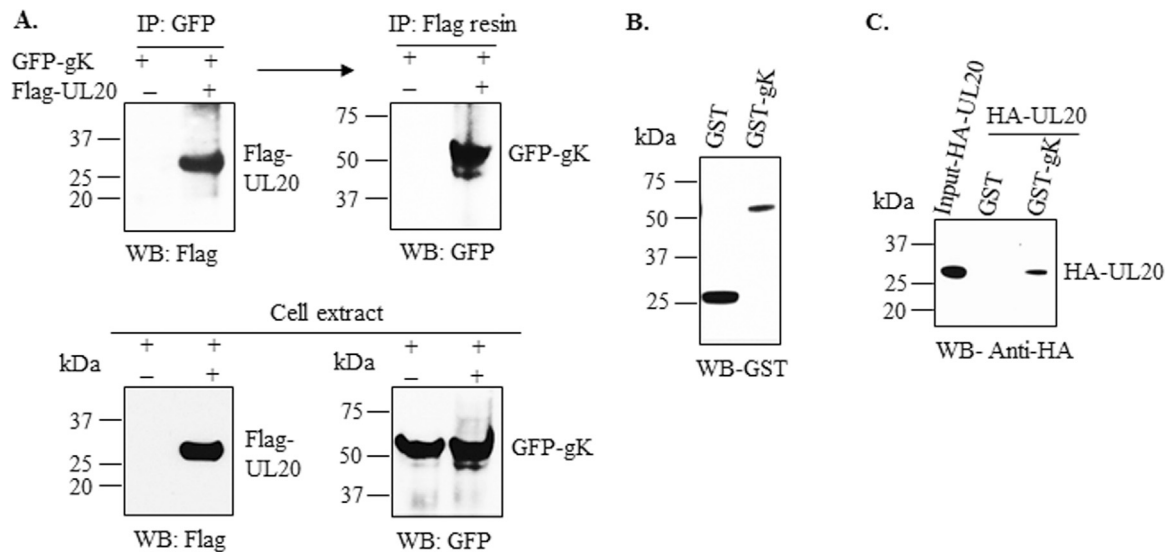 A.
IP: GFP
IP: Flag resin
GFP-gK + + + +
Flag-UL20 – + – +
37
25
20
Flag-
UL20
WB: Flag
75
50
37
GFP-gK
WB: GFP
Cell extract
+ + + +
kDa – + – +
37
25
20
Flag-
UL20
WB: Flag
75
50
37
GFP-gK
WB: GFP
B.
kDa
GST
GST-gK
75
50
37
25
WB-GST
C.
HA-UL20
kDa
Input-HA-UL20
GST
GST-gK
37
25
20
HA-UL20
WB- Anti-HA